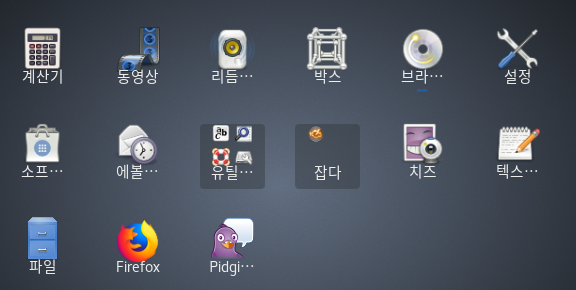 계산기
동영상
리듬…
박스
브라…
설정
소프…
에볼…
유틸…
잡다
치즈
텍스…
파일
Firefox
Pidgi…